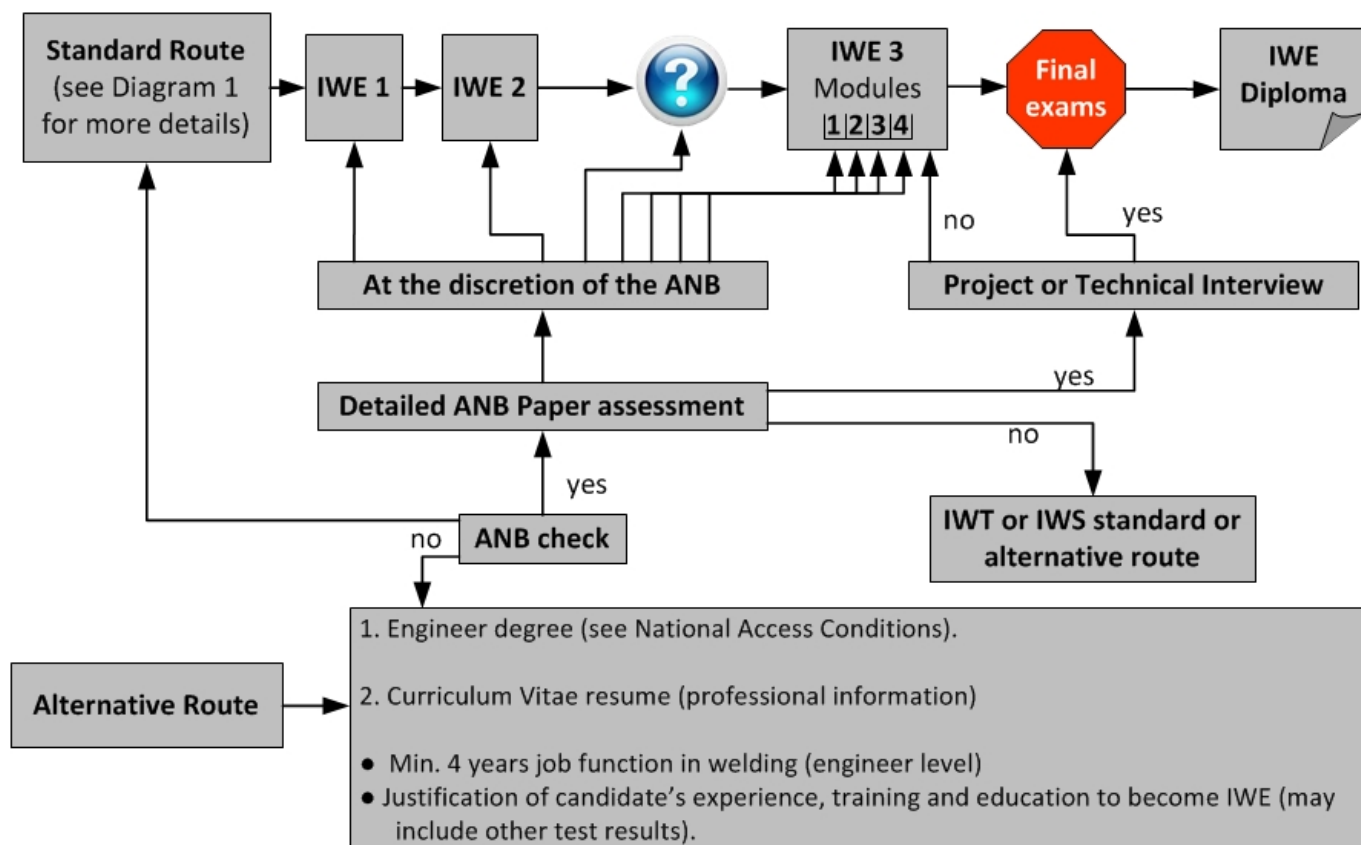 Standard Route
(see Diagram 1
for more details)
IWE 1
IWE 2
?
IWE 3
Modules
1 2 3 4
Final
exams
IWE
Diploma
no
yes
At the discretion of the ANB
Project or Technical Interview
yes
Detailed ANB Paper assessment
no
yes
IWT or IWS standard or
alternative route
no
ANB check
1. Engineer degree (see National Access Conditions).
Alternative Route
2. Curriculum Vitae resume (professional information)
● Min. 4 years job function in welding (engineer level)
● Justification of candidate's experience, training and education to become IWE (may
include other test results).